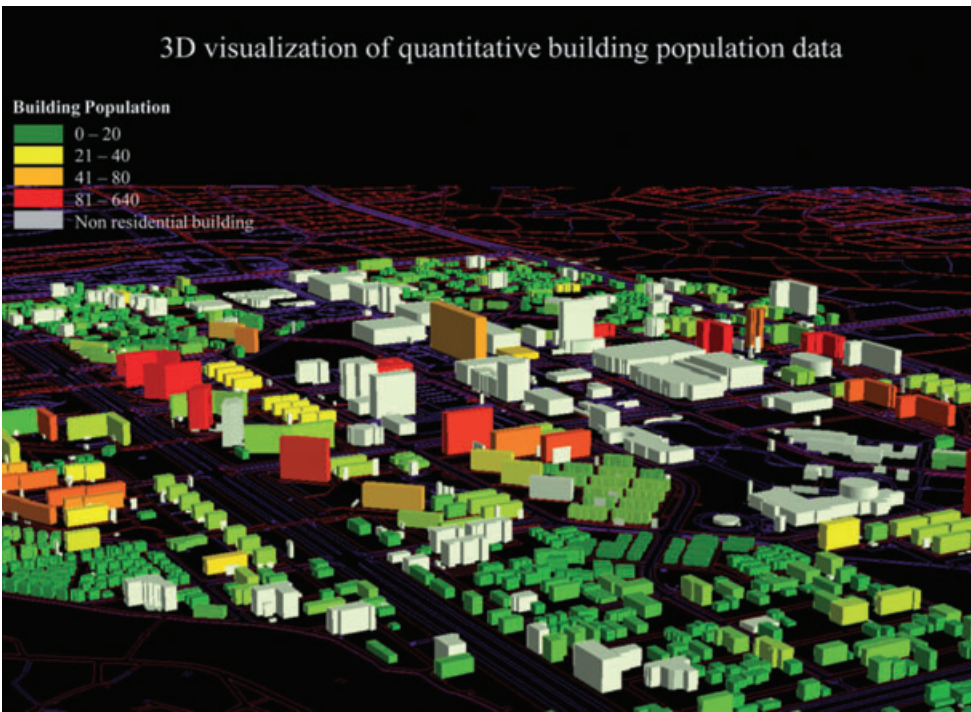 3D visualization of quantitative building population data
Building Population
0 – 20
21 – 40
41 – 80
81 – 640
Non residential building